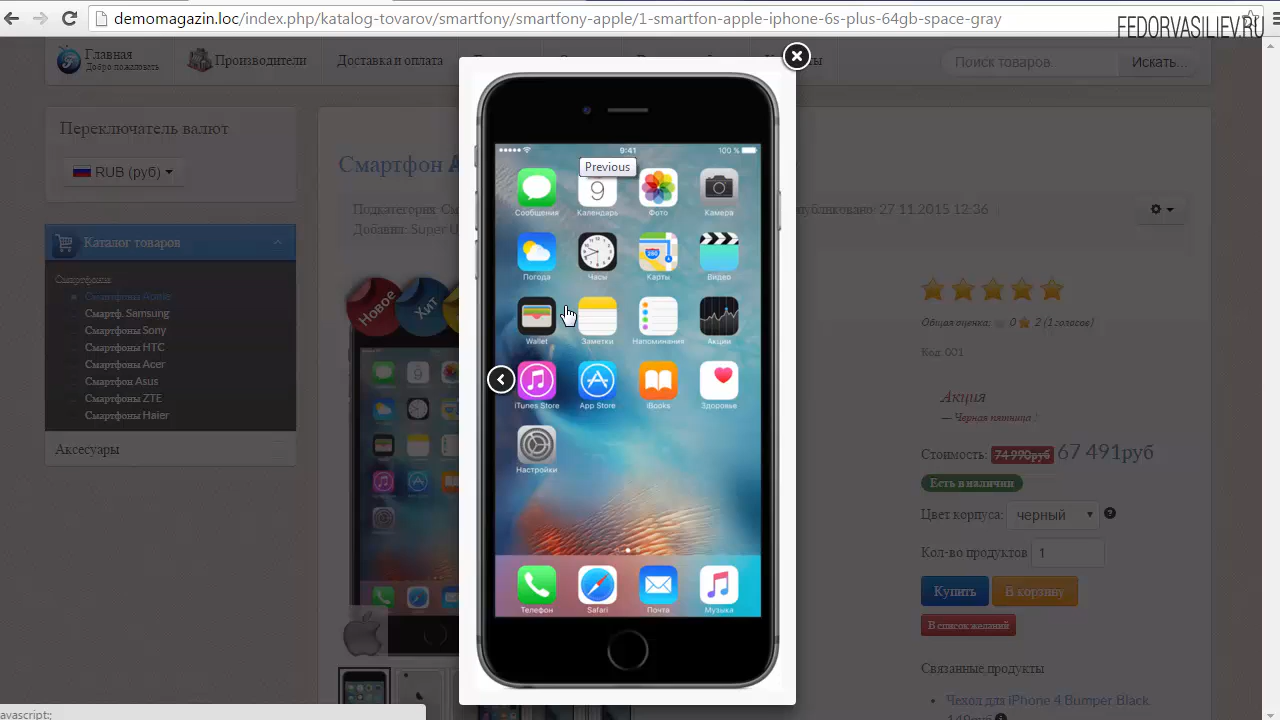 demomagazin.loc/index.php/katalog-tovarov/smartfony/smartfony-apple/1-smartfon-apple-iphone-6s-plus-64gb-space-gray
FEDORVASILIEV.RU
Главная
Добро пожаловать
Производители
Доставка и оплата
Поиск товаров
Искать...
Переключатель валют
RUB (руб)
Каталог товаров
Смартфоны
Смартфоны Apple
Смартф. Samsung
Смартфоны Sony
Смартфоны HTC
Смартфоны Acer
Смартфон Asus
Смартфоны ZTE
Смартфоны Haier
Аксесуары
Смартфон
Подкатегория:
публиковано: 27 11.2015 12:36
Добавил: Super
Новое
Хит
9:41
100 %
Previous
9
Сообщения
Календарь
Фото
Камера
280
Погода
Часы
Карты
Видео
Wallet
Заметки
Напоминания
Акции
iTunes Store
App Store
iBooks
Здоровье
Настройки
Телефон
Safari
Почта
Музыка
Общая оценка:
0
2 (1голосов)
Код: 001
Акция
— Черная пятница !
Стоимость: 74 990руб 67 491руб
Есть в наличии
Цвет корпуса: черный
Кол-во продуктов 1
Купить
В корзину
В список желаний
Связанные продукты
Чехол для iPhone 4 Bumper Black
149руб
avascript:;